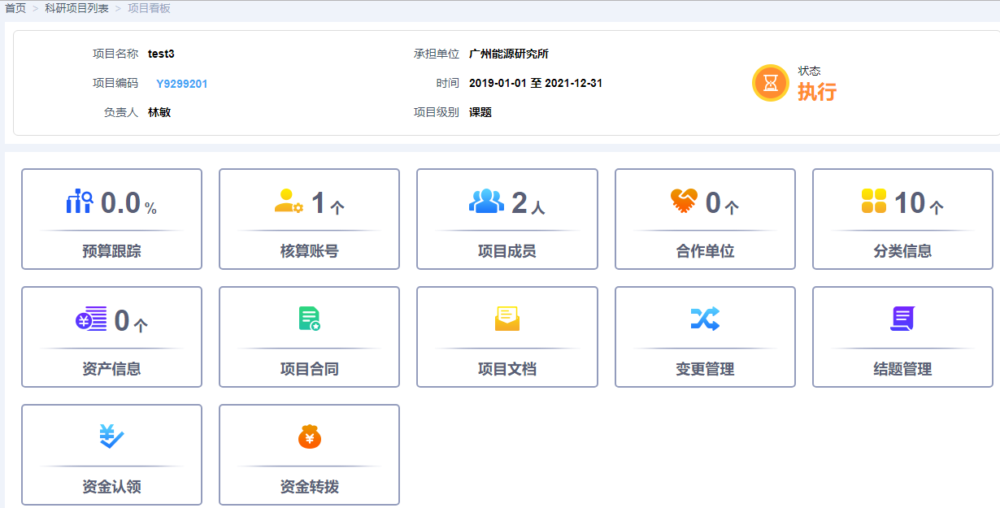 首页 > 科研项目列表 > 项目看板
项目名称 test3 承担单位 广州能源研究所 状态
项目编码 Y9299201 时间 2019-01-01 至 2021-12-31 执行
负责人 林敏 项目级别 课题
0.0 % 1 个 2 人 0 个 10 个
预算跟踪 核算账号 项目成员 合作单位 分类信息
0 个
资产信息 项目合同 项目文档 变更管理 结题管理
资金认领 资金转拨